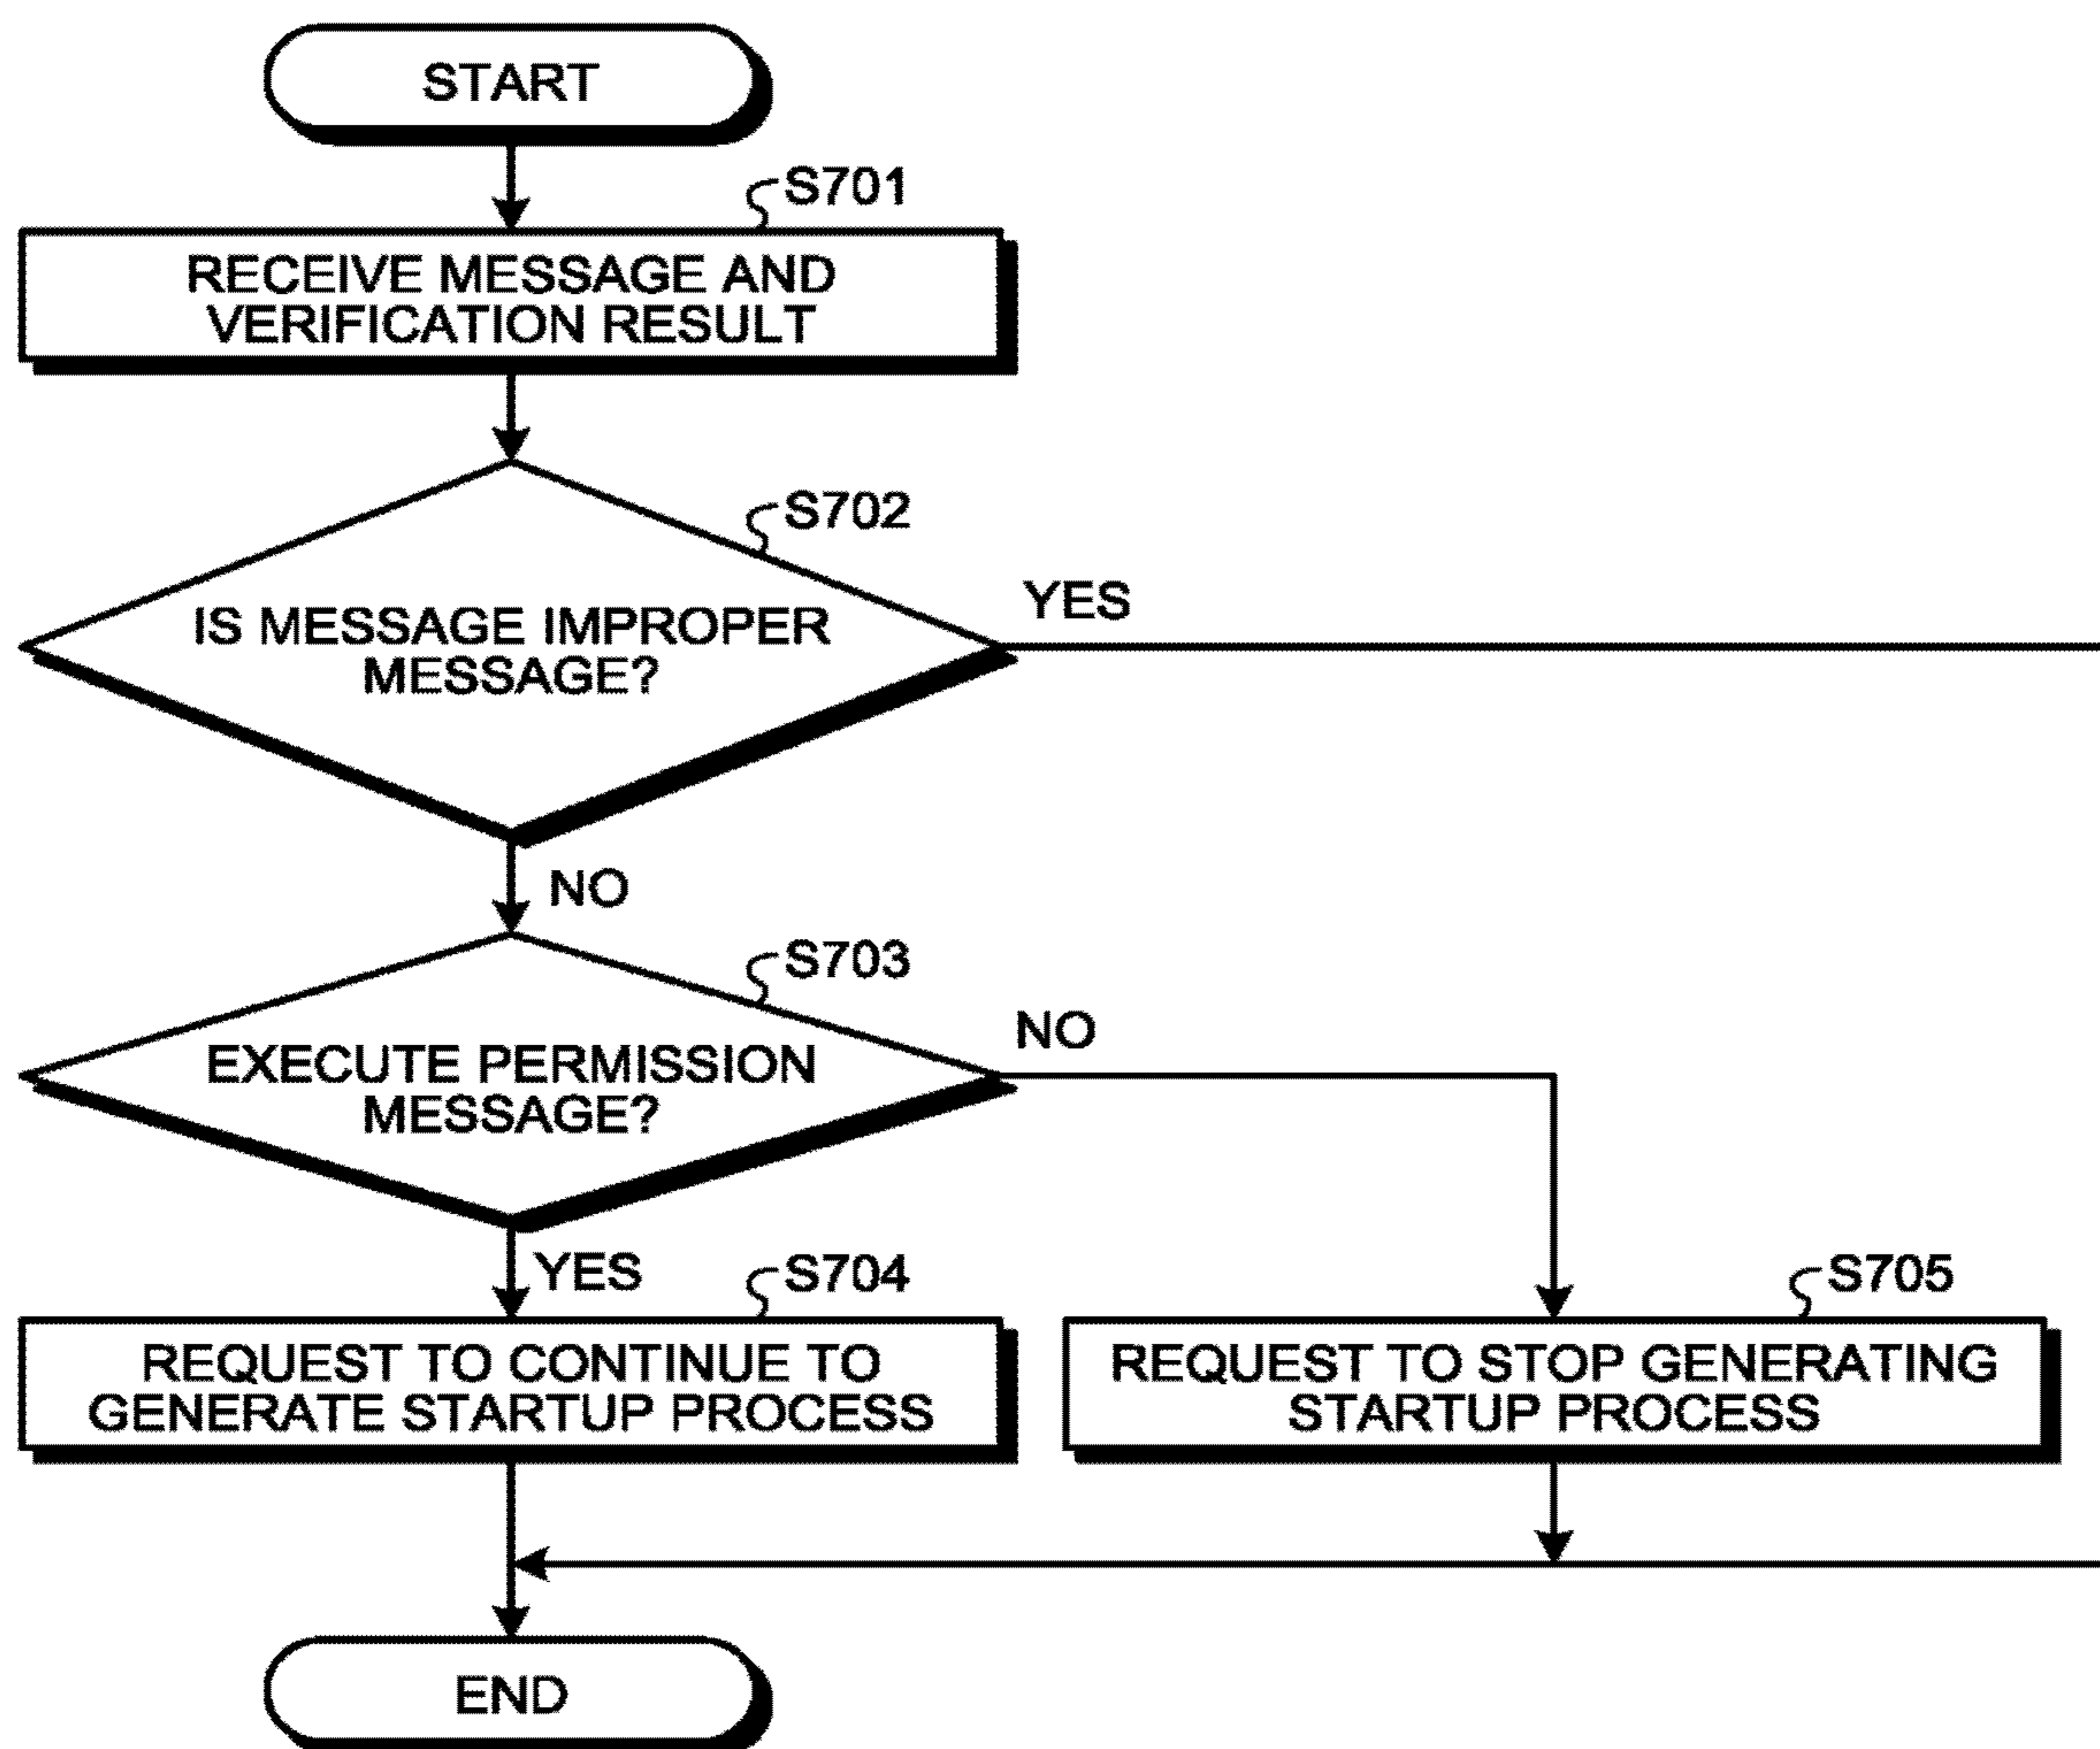 START
S701
RECEIVE MESSAGE AND
VERIFICATION RESULT
S702
IS MESSAGE IMPROPER
MESSAGE?
YES
NO
S703
EXECUTE PERMISSION
MESSAGE?
NO
YES
S704
REQUEST TO CONTINUE TO
GENERATE STARTUP PROCESS
S705
REQUEST TO STOP GENERATING
STARTUP PROCESS
END